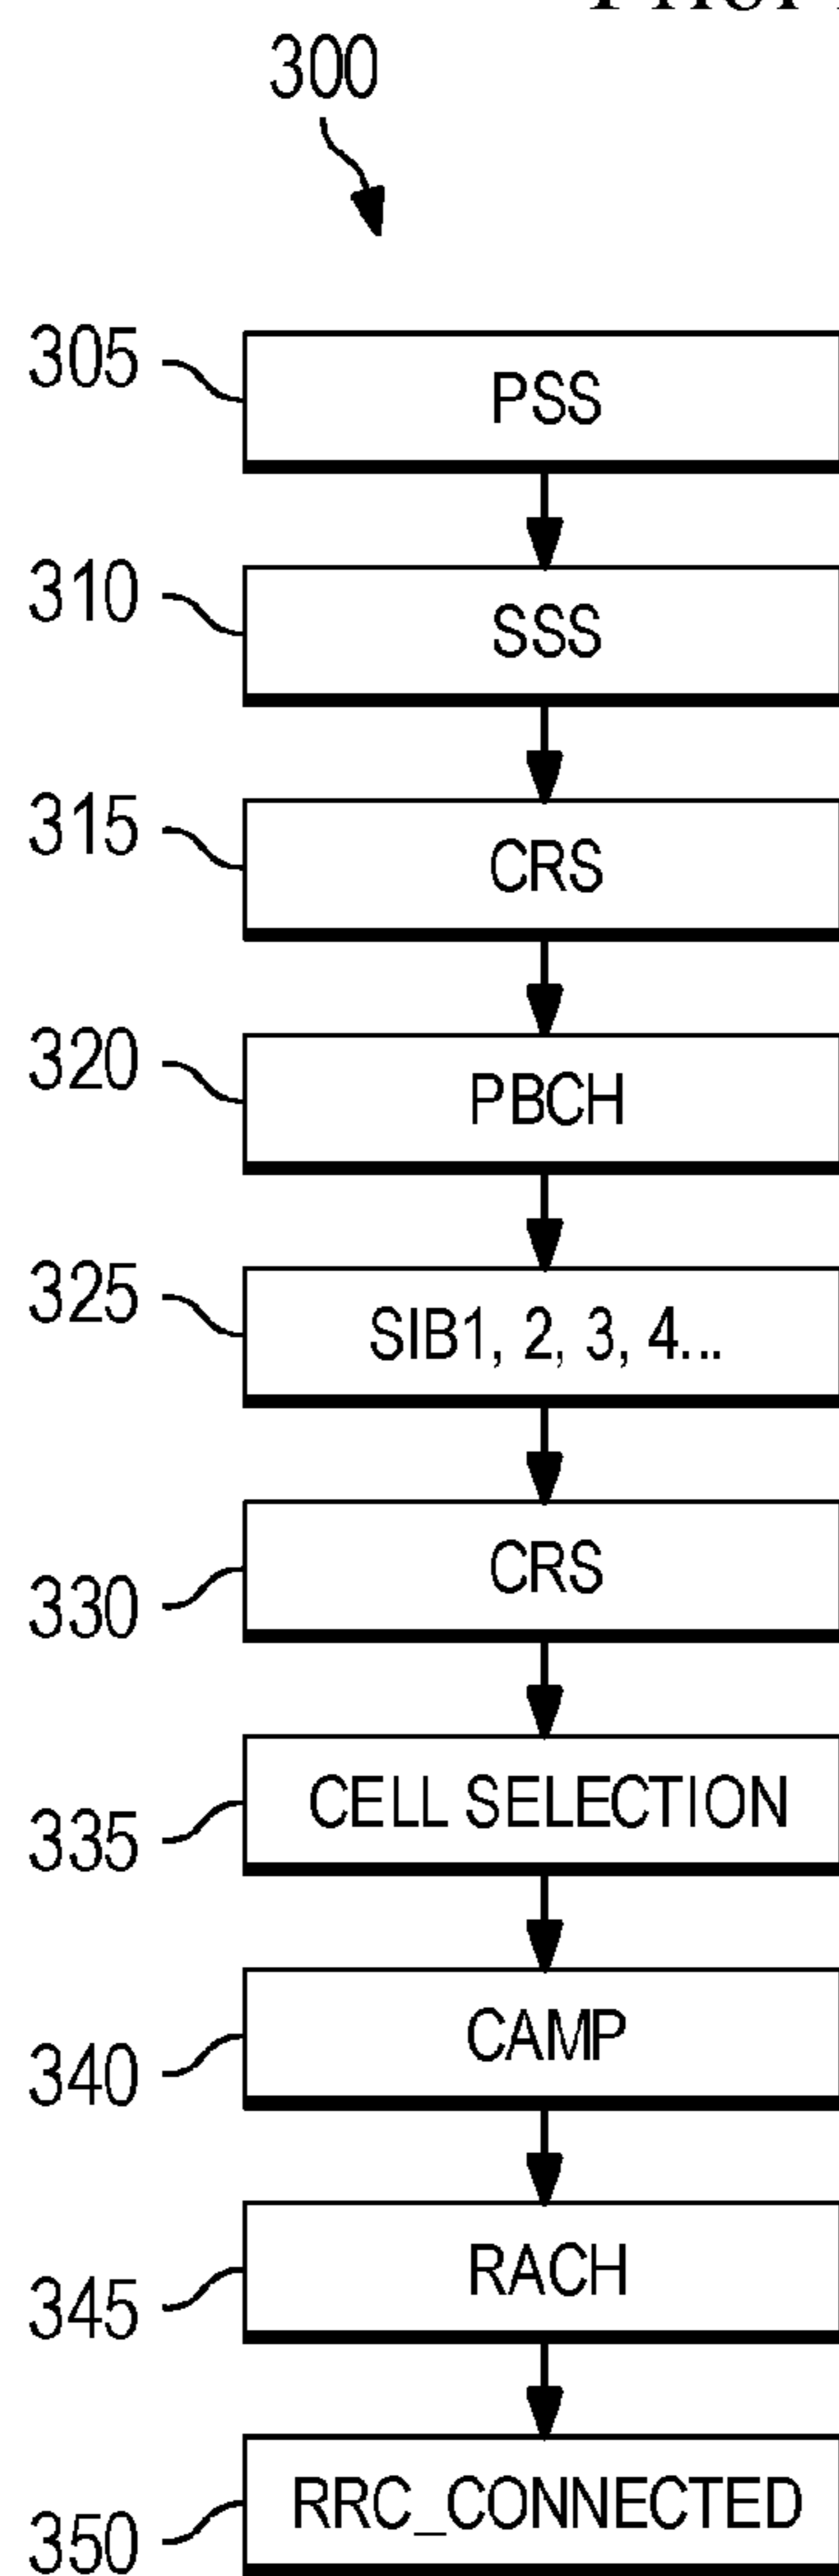 300
305 PSS
310 SSS
315 CRS
320 PBCH
325 SIB1, 2, 3, 4...
330 CRS
335 CELL SELECTION
340 CAMP
345 RACH
350 RRC_CONNECTED